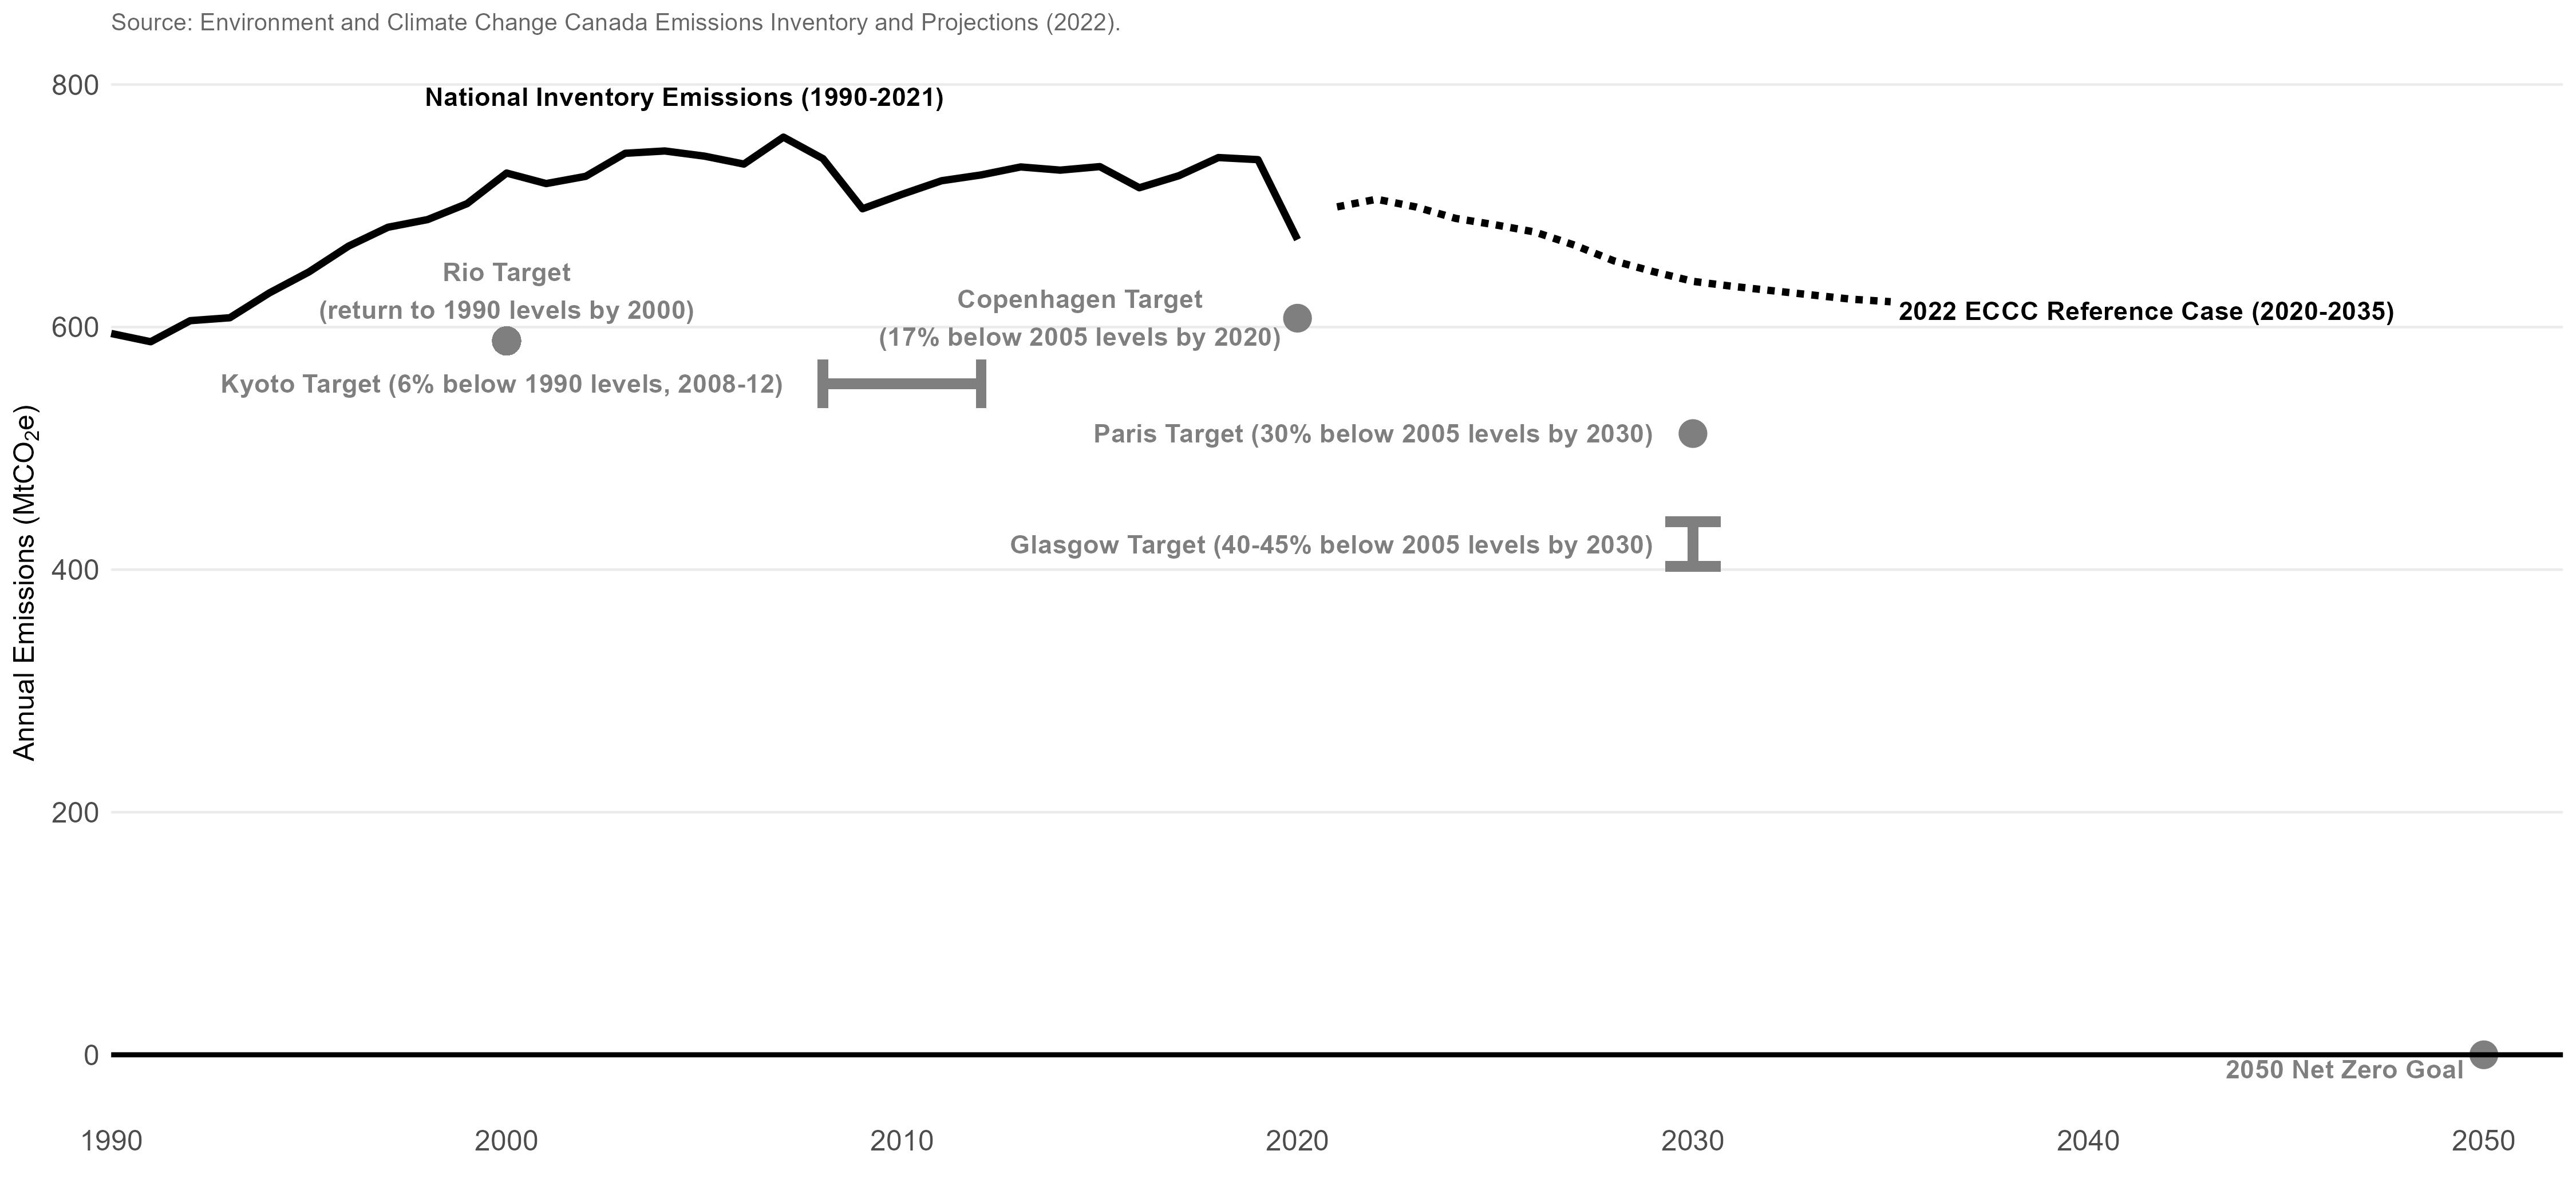 Source: Environment and Climate Change Canada Emissions Inventory and Projections (2022).
800
National Inventory Emissions (1990-2021)
Rio Target
(return to 1990 levels by 2000)
Copenhagen Target
(17% below 2005 levels by 2020)
2022 ECCC Reference Case (2020-2035)
600
Kyoto Target (6% below 1990 levels, 2008-12)
Paris Target (30% below 2005 levels by 2030)
Glasgow Target (40-45% below 2005 levels by 2030)
400
Annual Emissions (MtCO₂e)
200
0
2050 Net Zero Goal
1990 2000 2010 2020 2030 2040 2050